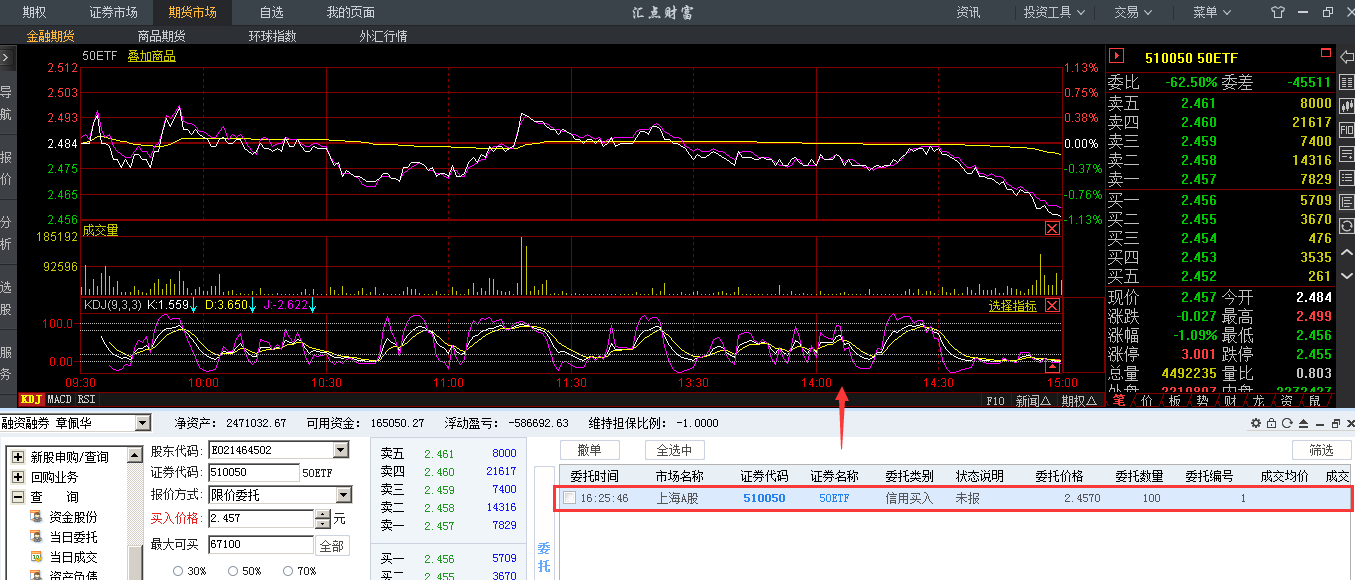 期权 证券市场 期货市场 自选 我的页面 汇点财富 资讯 投资工具 交易 菜单
金融期货 商品期货 环球指数 外汇行情
导航
报价
分析
选股
服务
50ETF 叠加商品
2.512 1.13%
2.503 0.75%
2.493 0.38%
2.484 0.00%
2.475 -0.37%
2.465 -0.76%
2.456 -1.13%
成交量
185192
92596
KDJ(9,3,3) K:1.559 D:3.650 J:-2.622 选择指标
100.0
0.00
09:30 10:00 10:30 11:00 11:30 13:30 14:00 14:30 15:00
KDJ MACD RSI F10 新闻△ 期权△
510050 50ETF
委比 -62.50% 委差 -45511
卖五 2.461 8000
卖四 2.460 21617
卖三 2.459 7400
卖二 2.458 14316
卖一 2.457 7829
买一 2.456 5709
买二 2.455 3670
买三 2.454 476
买四 2.453 3535
买五 2.452 261
现价 2.457 今开 2.484
涨跌 -0.027 最高 2.499
涨幅 -1.09% 最低 2.456
涨停 3.001 跌停 2.455
总量 4492235 量比 0.803
笔 价 板 势 财 龙 资 鼠
F10
融资融券 章佩华 净资产: 2471032.67 可用资金: 165050.27 浮动盈亏: -586692.63 维持担保比例: -1.0000
新股申购/查询
回购业务
查 询
资金股份
当日委托
当日成交
资产负债
股东代码: E021464502
证券代码: 510050 50ETF
报价方式: 限价委托
买入价格: 2.457 元
最大可买 67100 全部
30% 50% 70%
卖五 2.461 8000
卖四 2.460 21617
卖三 2.459 7400
卖二 2.458 14316
卖一 2.457 7829
买一 2.456 5709
买二 2.455 3670
委托
撤单 全选中 筛选
委托时间 市场名称 证券代码 证券名称 委托类别 状态说明 委托价格 委托数量 委托编号 成交均价 成交
16:25:46 上海A股 510050 50ETF 信用买入 未报 2.4570 100 1